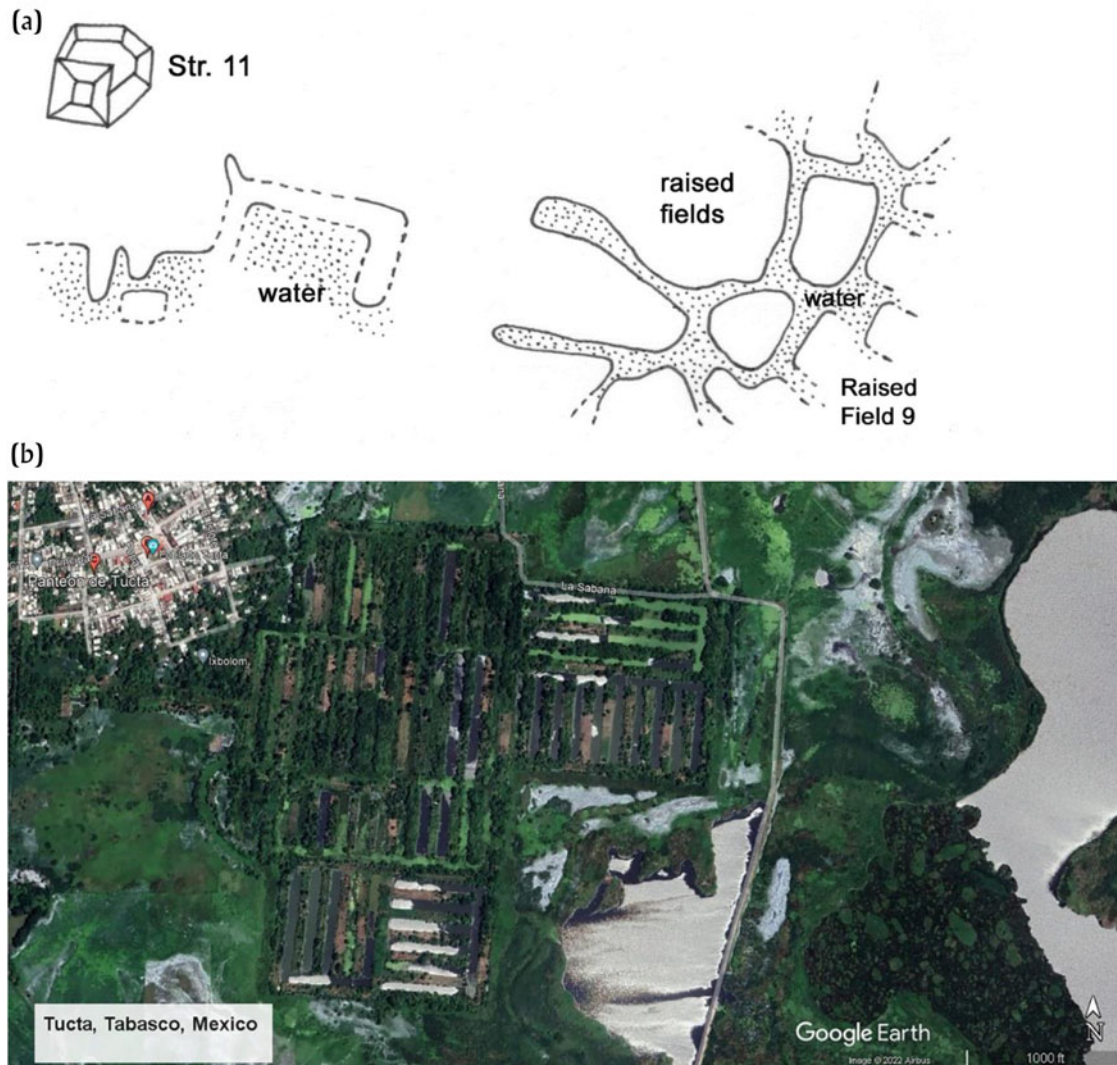 (a)
Str. 11
raised
fields
water
water
Raised
Field 9
(b)
La Sabana
Panteón de Tucta
Ixbolom
Tucta, Tabasco, Mexico
Google Earth
Image © 2022 Airbus
N
1000 ft